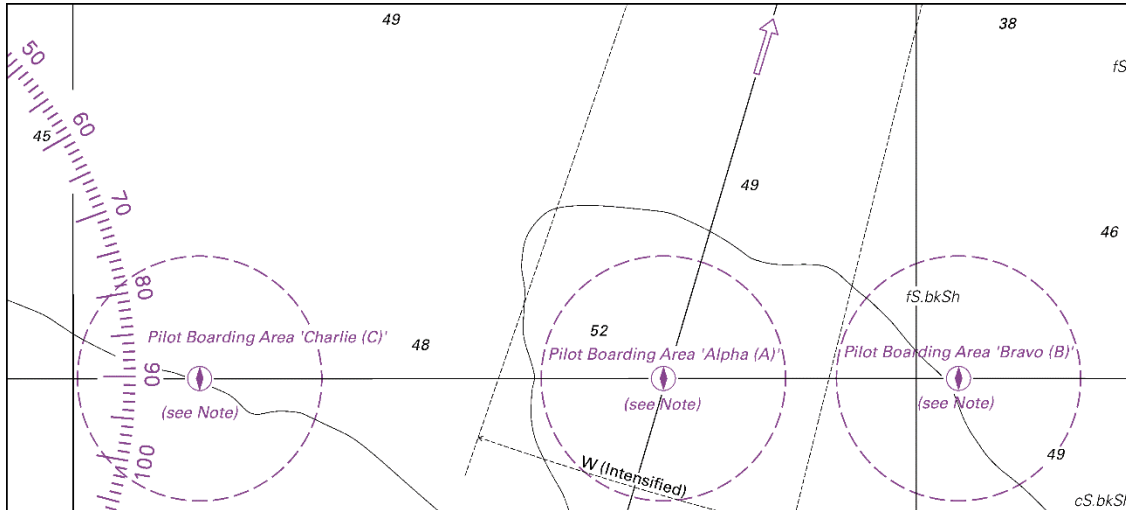 49
38
50
fS
45
60
49
70
46
80
fS.bkSh
52
Pilot Boarding Area 'Charlie (C)'
48
Pilot Boarding Area 'Alpha (A)'
Pilot Boarding Area 'Bravo (B)'
90
(see Note)
(see Note)
(see Note)
49
100
W (Intensified)
cS.bkSh